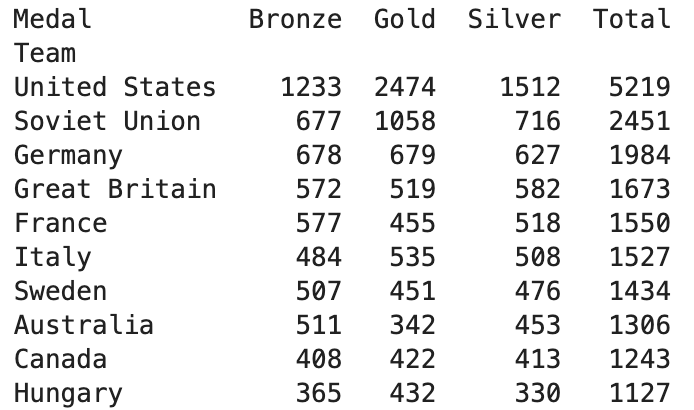 Medal Bronze Gold Silver Total
Team
United States 1233 2474 1512 5219
Soviet Union 677 1058 716 2451
Germany 678 679 627 1984
Great Britain 572 519 582 1673
France 577 455 518 1550
Italy 484 535 508 1527
Sweden 507 451 476 1434
Australia 511 342 453 1306
Canada 408 422 413 1243
Hungary 365 432 330 1127